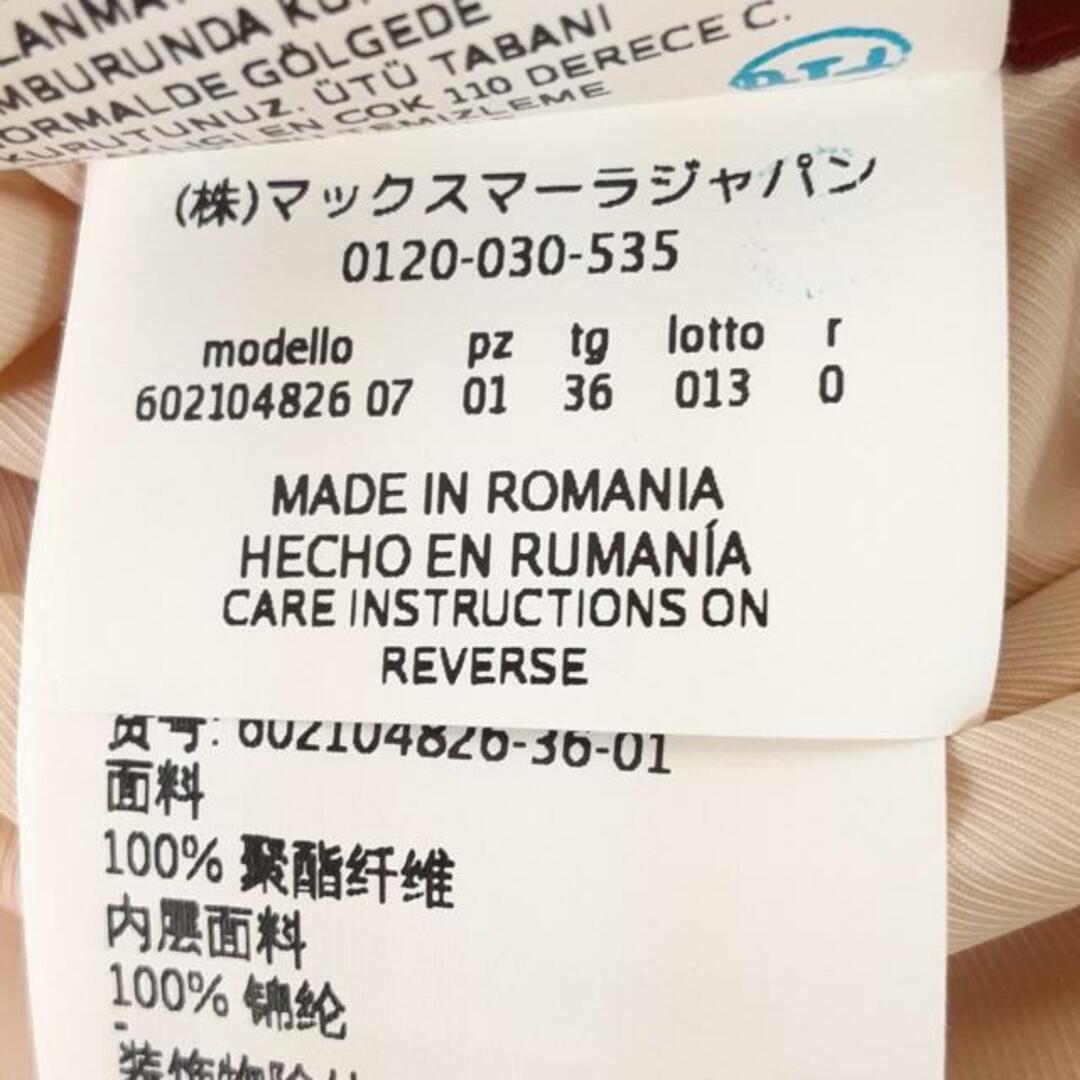 GÖLGEDE
KURUTUNUZ. ÜTÜ TABANI
EN COK 110 DERECE C.
TEMIZLEME
(株)マックスマーラジャパン
0120-030-535
modello pz tg lotto r
602104826 07 01 36 013 0
MADE IN ROMANIA
HECHO EN RUMANÍA
CARE INSTRUCTIONS ON
REVERSE
货号: 602104826-36-01
面料
100% 聚酯纤维
内层面料
100% 锦纶
-